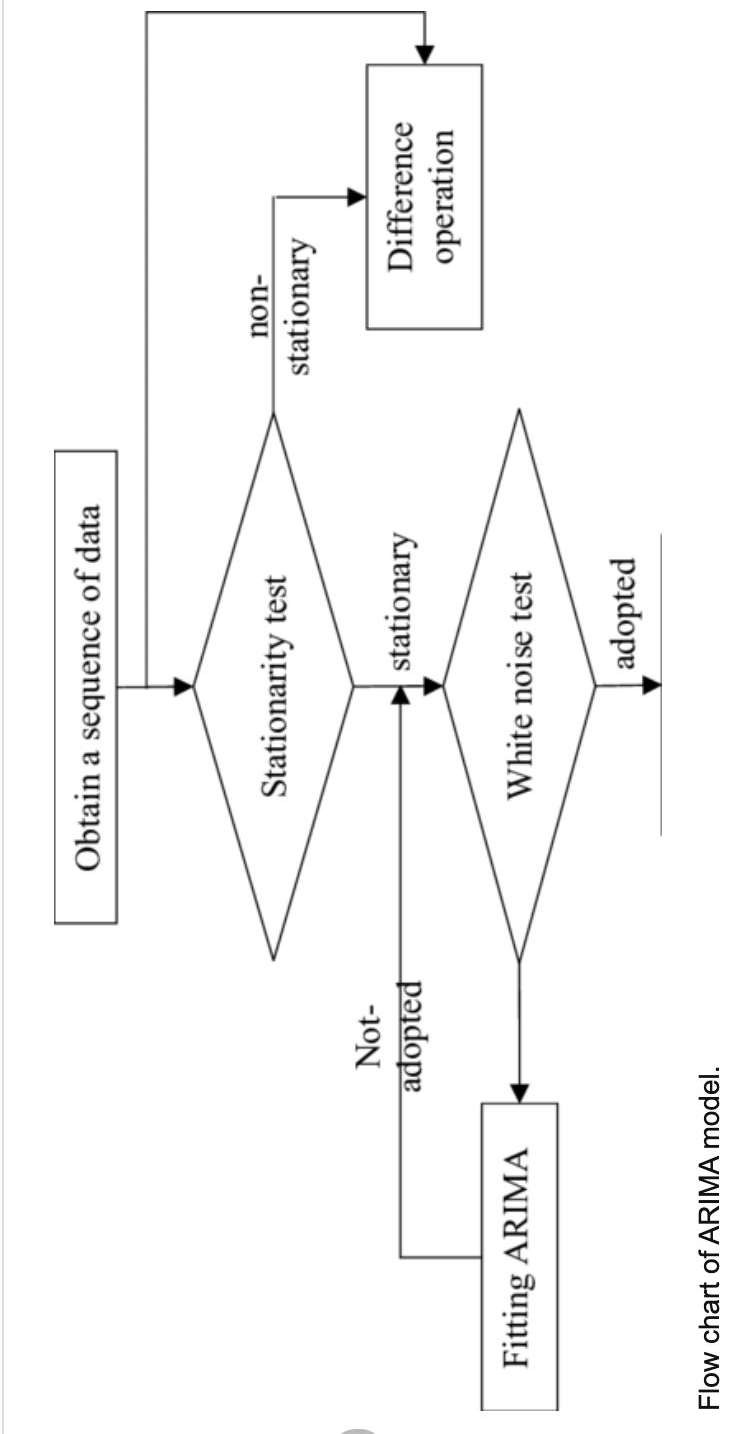 Obtain a sequence of data
Stationarity test
non-
stationary
Difference
operation
stationary
White noise test
Not-
adopted
adopted
Fitting ARIMA
Flow chart of ARIMA model.